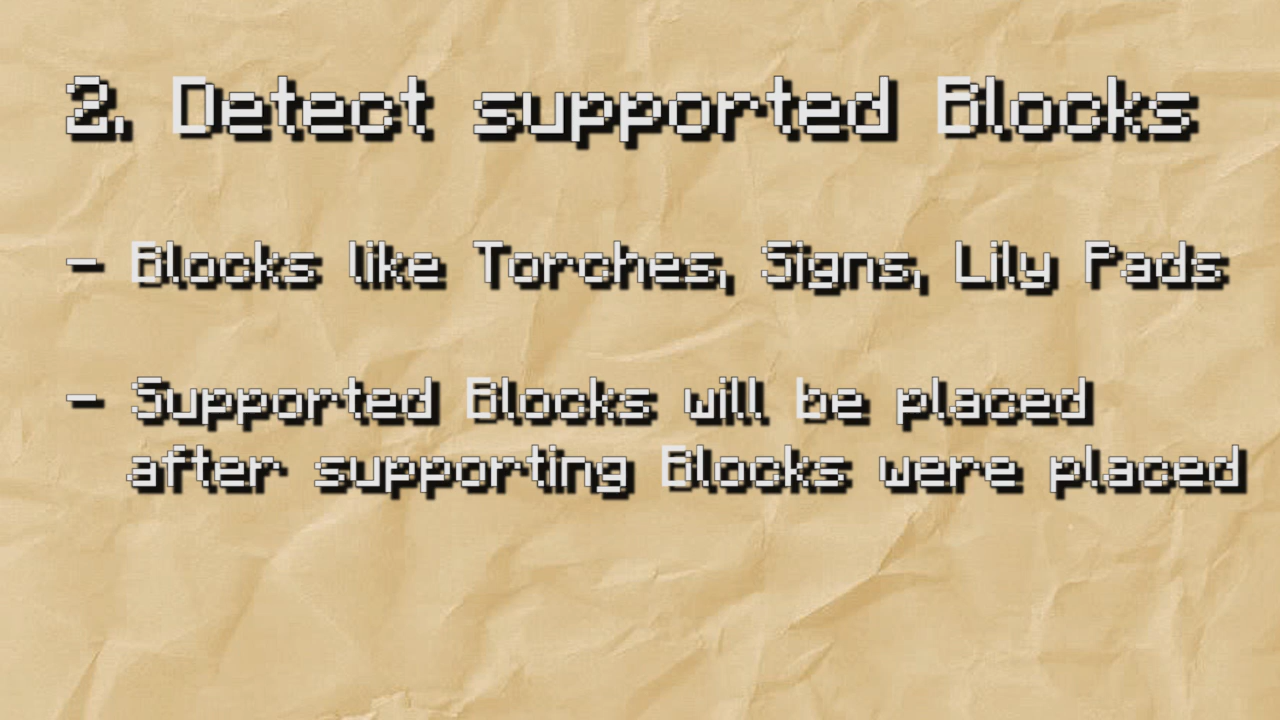 2. Detect supported Blocks
- Blocks like Torches, Signs, Lily Pads
- Supported Blocks will be placed
after supporting Blocks were placed